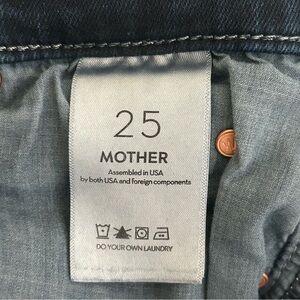 25
MOTHER
Assembled in USA
by both USA and foreign components
DO YOUR OWN LAUNDRY